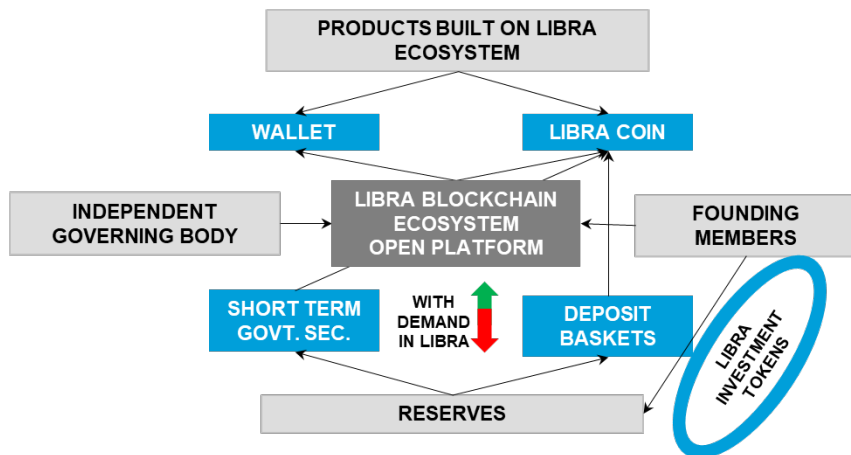 PRODUCTS BUILT ON LIBRA
ECOSYSTEM
WALLET
LIBRA COIN
INDEPENDENT
GOVERNING BODY
LIBRA BLOCKCHAIN
ECOSYSTEM
OPEN PLATFORM
FOUNDING
MEMBERS
SHORT TERM
GOVT. SEC.
WITH
DEMAND
IN LIBRA
DEPOSIT
BASKETS
LIBRA
INVESTMENT
TOKENS
RESERVES